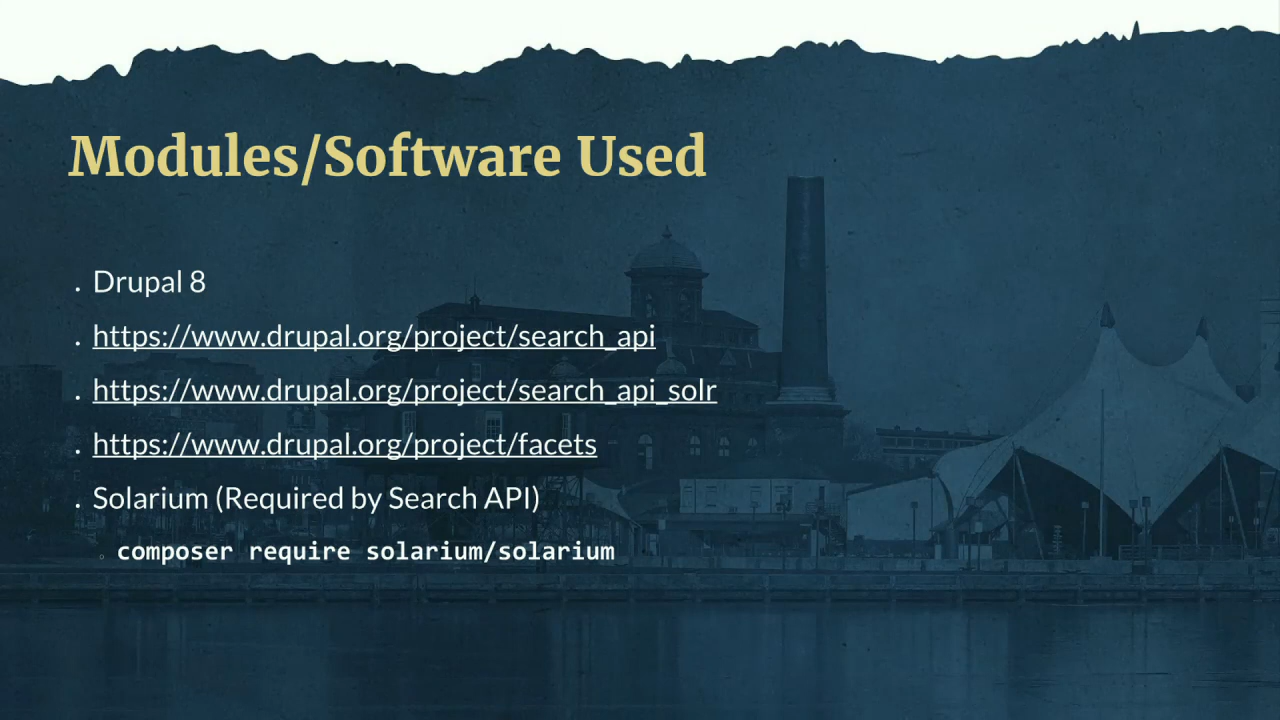 Modules/Software Used
Drupal 8
https://www.drupal.org/project/search_api
https://www.drupal.org/project/search_api_solr
https://www.drupal.org/project/facets
Solarium (Required by Search API)
composer require solarium/solarium